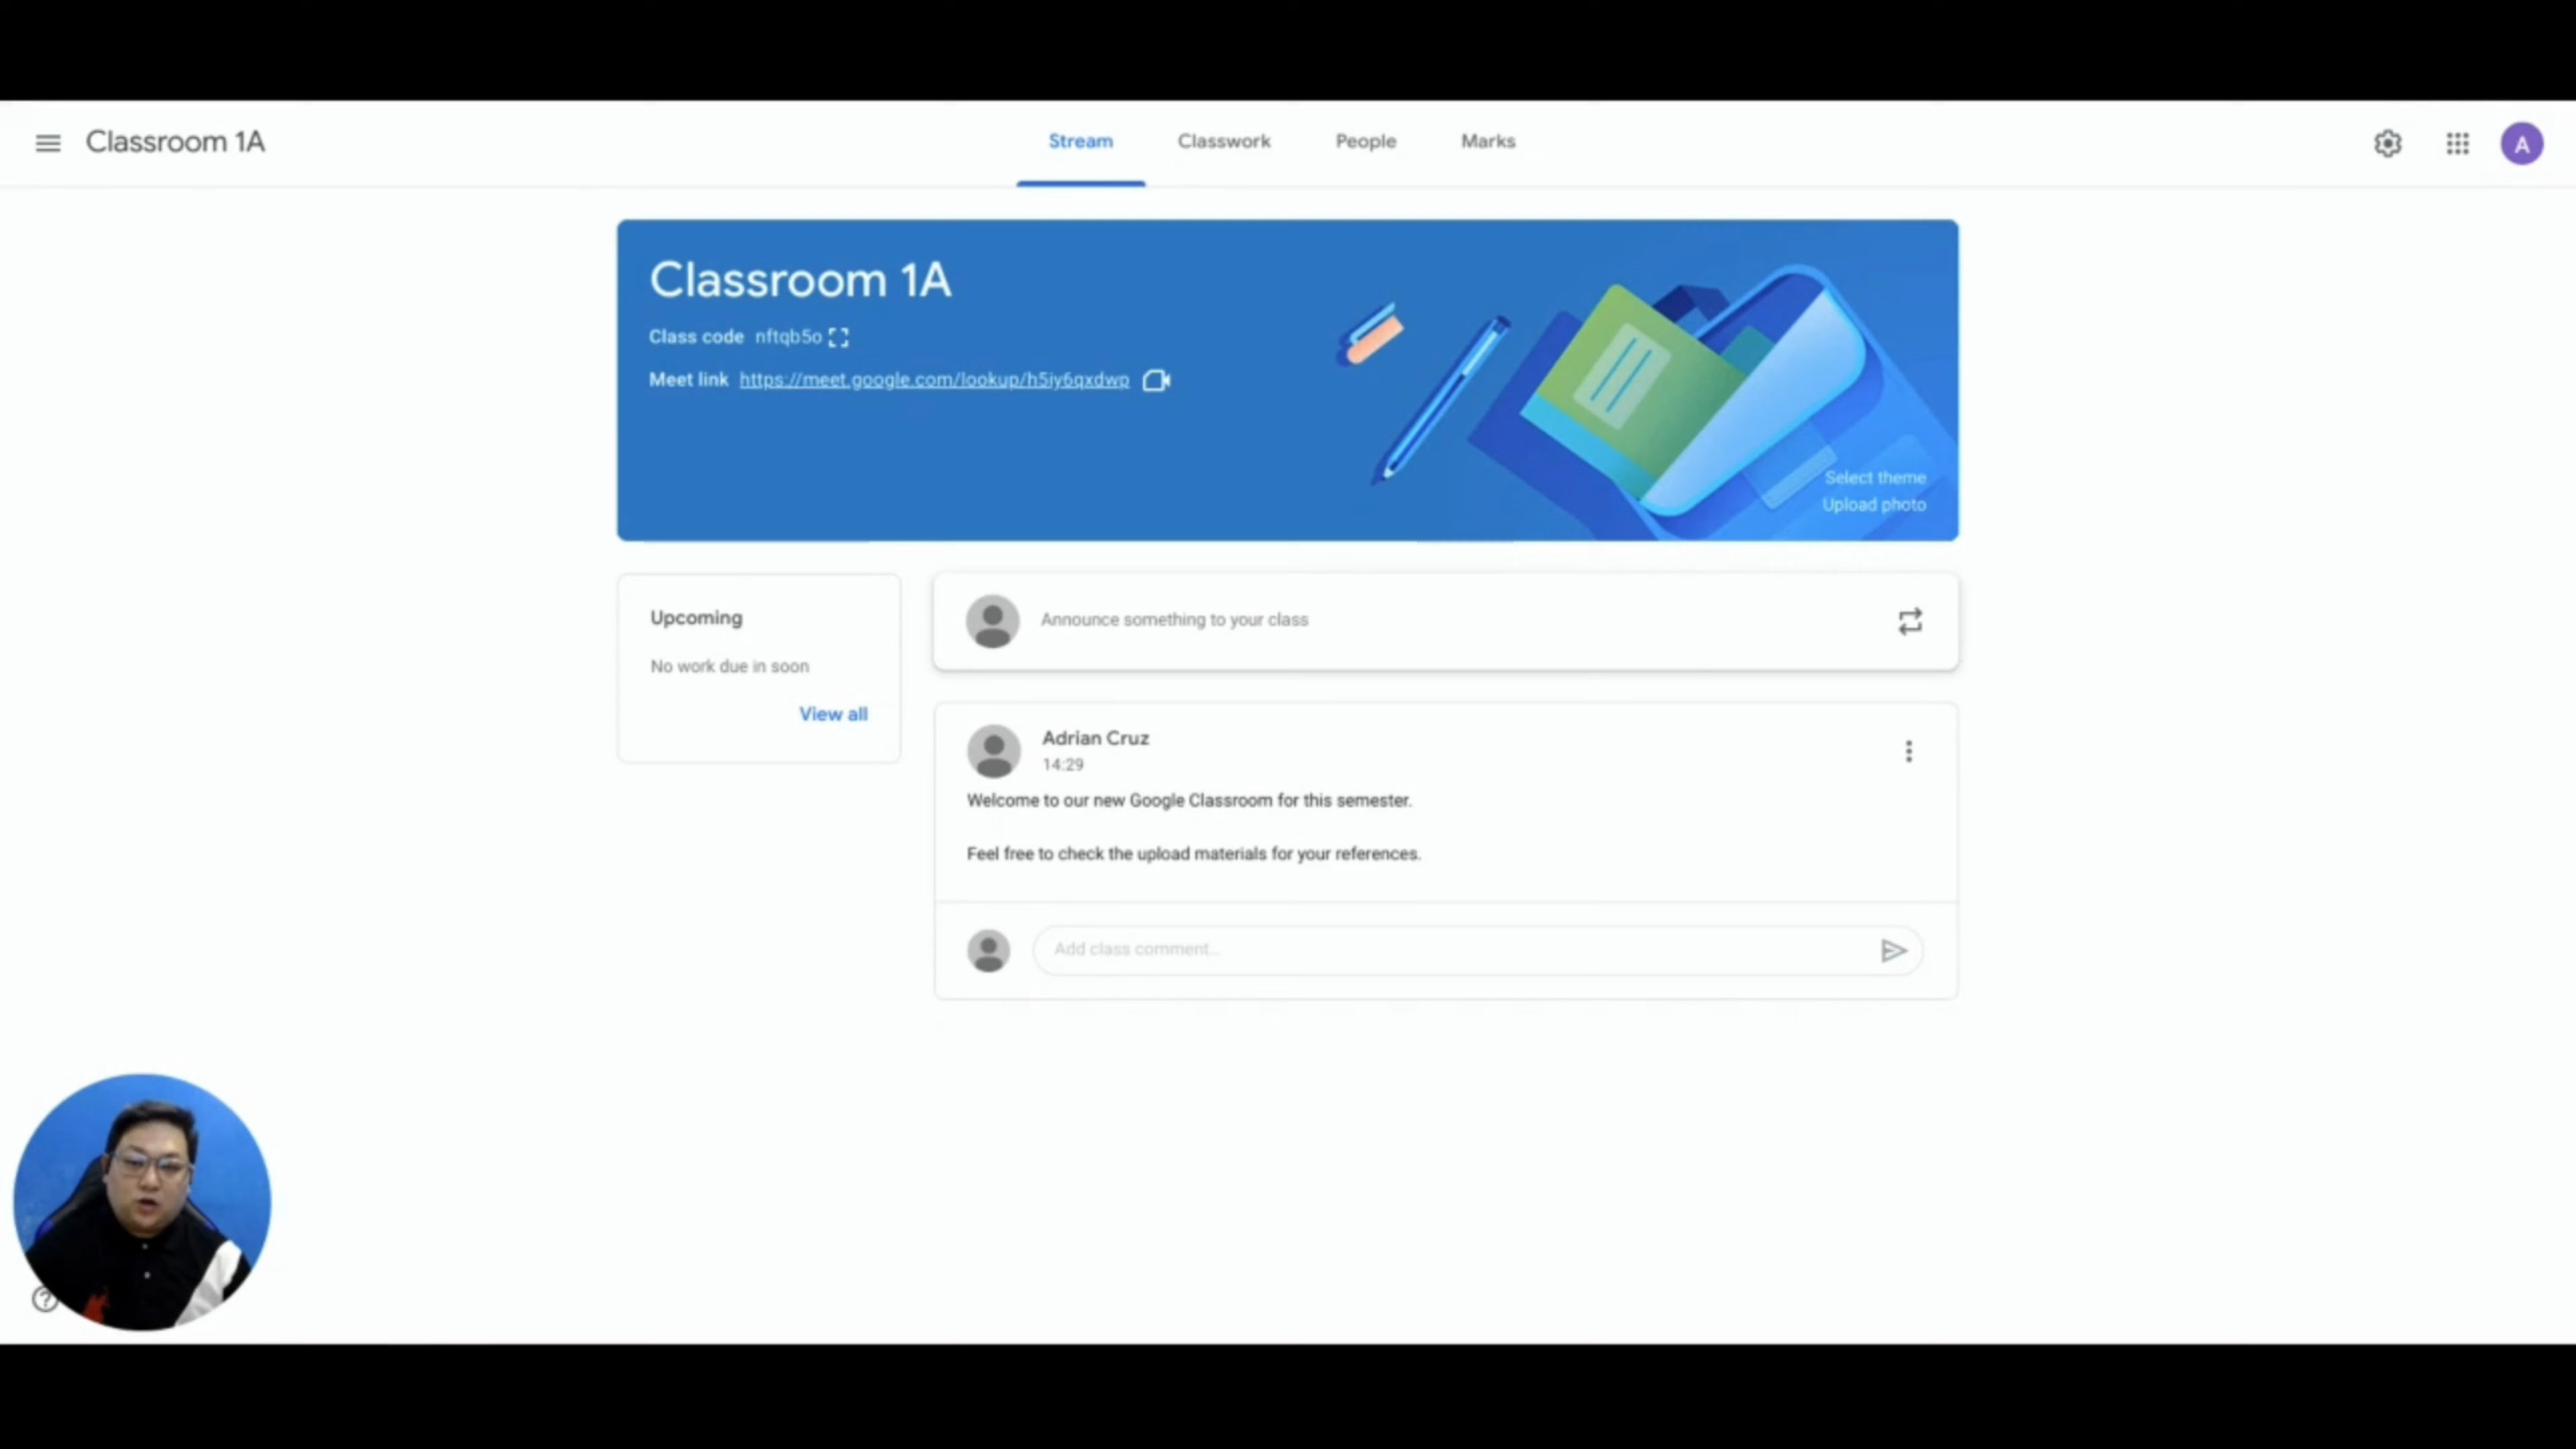 Classroom 1A
Stream
Classwork
People
Marks
A
Classroom 1A
Class code nftqb5o
Meet link https://meet.google.com/lookup/h5iy6qxdwp
Select theme
Upload photo
Upcoming
No work due in soon
View all
Announce something to your class
Adrian Cruz
14:29
Welcome to our new Google Classroom for this semester.
Feel free to check the upload materials for your references.
Add class comment...